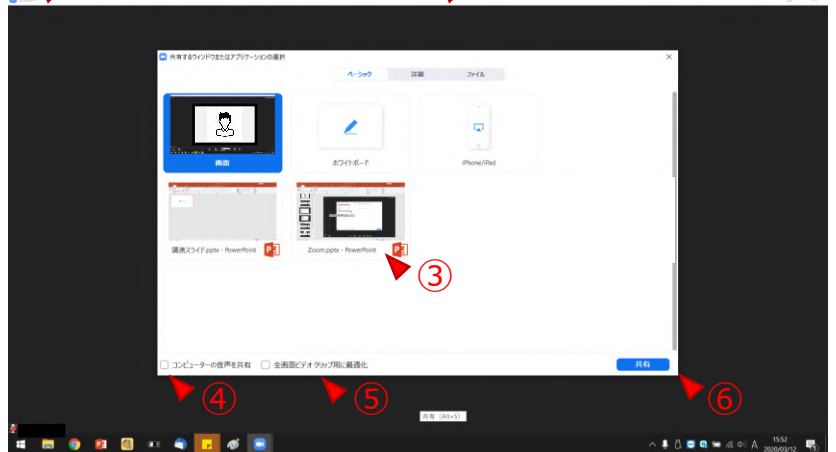 共有するウィンドウまたはアプリケーションの選択
ベーシック 詳細 ファイル
画面
ホワイトボード
iPhone/iPad
講演スライド.pptx - PowerPoint
Zoom.pptx - PowerPoint
③
コンピューターの音声を共有
全画面ビデオ クリップ用に最適化
共有
④
⑤
⑥
共有 (Alt+S)
A
15:52
2020/03/12